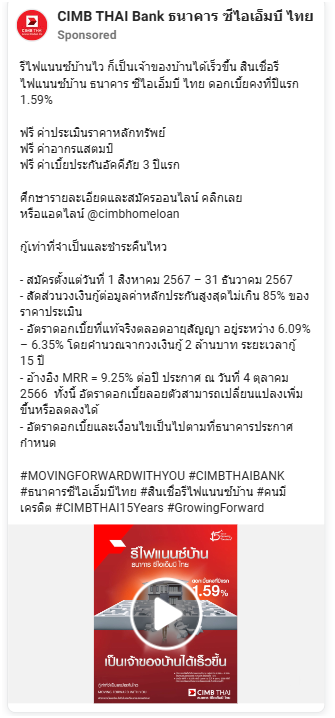 CIMB THAI Bank ธนาคาร ซีไอเอ็มบี ไทย
Sponsored
รีไฟแนนซ์บ้านไว ก็เป็นเจ้าของบ้านได้เร็วขึ้น สินเชื่อรี
ไฟแนนซ์บ้าน ธนาคาร ซีไอเอ็มบี ไทย ดอกเบี้ยคงที่ปีแรก
1.59%
ฟรี ค่าประเมินราคาหลักทรัพย์
ฟรี ค่าอากรแสตมป์
ฟรี ค่าเบี้ยประกันอัคคีภัย 3 ปีแรก
ศึกษารายละเอียดและสมัครออนไลน์ คลิกเลย
หรือแอดไลน์ @cimbhomeloan
กู้เท่าที่จำเป็นและชำระคืนไหว
- สมัครตั้งแต่วันที่ 1 สิงหาคม 2567 – 31 ธันวาคม 2567
- สัดส่วนวงเงินกู้ต่อมูลค่าหลักประกันสูงสุดไม่เกิน 85% ของ
ราคาประเมิน
- อัตราดอกเบี้ยที่แท้จริงตลอดอายุสัญญา อยู่ระหว่าง 6.09%
– 6.35% โดยคำนวณจากวงเงินกู้ 2 ล้านบาท ระยะเวลากู้
15 ปี
- อ้างอิง MRR = 9.25% ต่อปี ประกาศ ณ วันที่ 4 ตุลาคม
2566 ทั้งนี้ อัตราดอกเบี้ยลอยตัวสามารถเปลี่ยนแปลงเพิ่ม
ขึ้นหรือลดลงได้
- อัตราดอกเบี้ยและเงื่อนไขเป็นไปตามที่ธนาคารประกาศ
กำหนด
#MOVINGFORWARDWITHYOU #CIMBTHAIBANK
#ธนาคารซีไอเอ็มบีไทย #สินเชื่อรีไฟแนนซ์บ้าน #คนมี
เครดิต #CIMBTHAI15Years #GrowingForward
รีไฟแนนซ์บ้าน
ธนาคาร ซีไอเอ็มบี ไทย
ดอกเบี้ยคงที่ปีแรก
1.59%
เป็นเจ้าของบ้านได้เร็วขึ้น
กู้เท่าที่จำเป็นและชำระคืนไหว
CIMB THAI